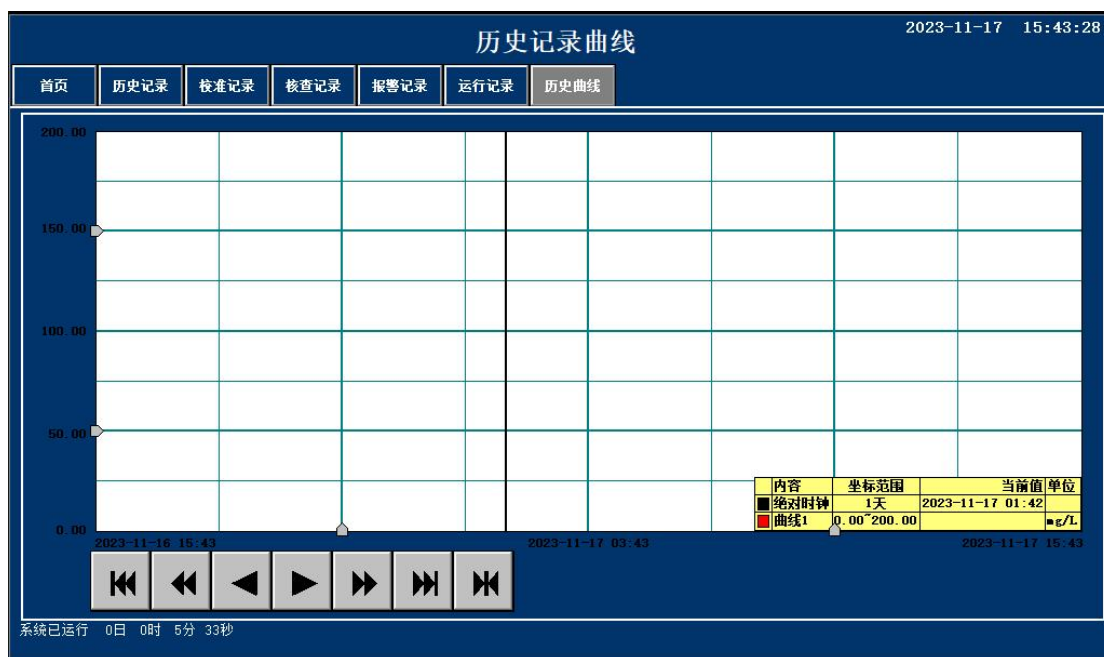 历史记录曲线
2023-11-17 15:43:28
首页 历史记录 校准记录 核查记录 报警记录 运行记录 历史曲线
200.00
150.00
100.00
50.00
0.00
内容 坐标范围 当前值 单位
绝对时钟 1天 2023-11-17 01:42
曲线1 0.00~200.00 mg/L
2023-11-16 15:43 2023-11-17 03:43 2023-11-17 15:43
系统已运行 0日 0时 5分 33秒